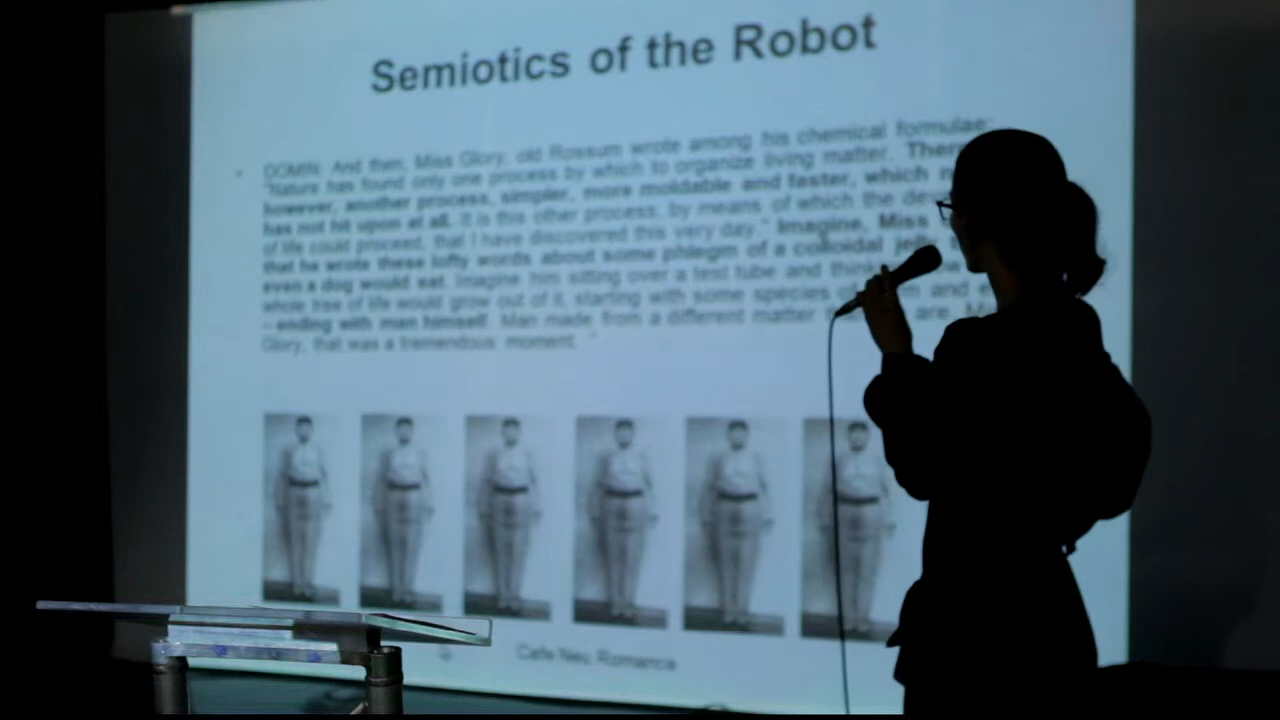 Semiotics of the Robot
DOMIN: And then, Miss Glory, old Rossum wrote among his chemical formulae:
"Nature has found only one process by which to organize living matter. There
however, another process, simpler, more moldable and faster, which
has not hit upon at all. It is this other process, by means of which the
of life could proceed, that I have discovered this very day." Imagine, Miss
that he wrote these lofty words about some phlegm of a colloidal jelly
even a dog would eat. Imagine him sitting over a test tube and
whole tree of life would grow out of it, starting with some species and
– ending with man himself. Man made from a different matter are.
Glory, that was a tremendous moment."
Cafe Neu Romance